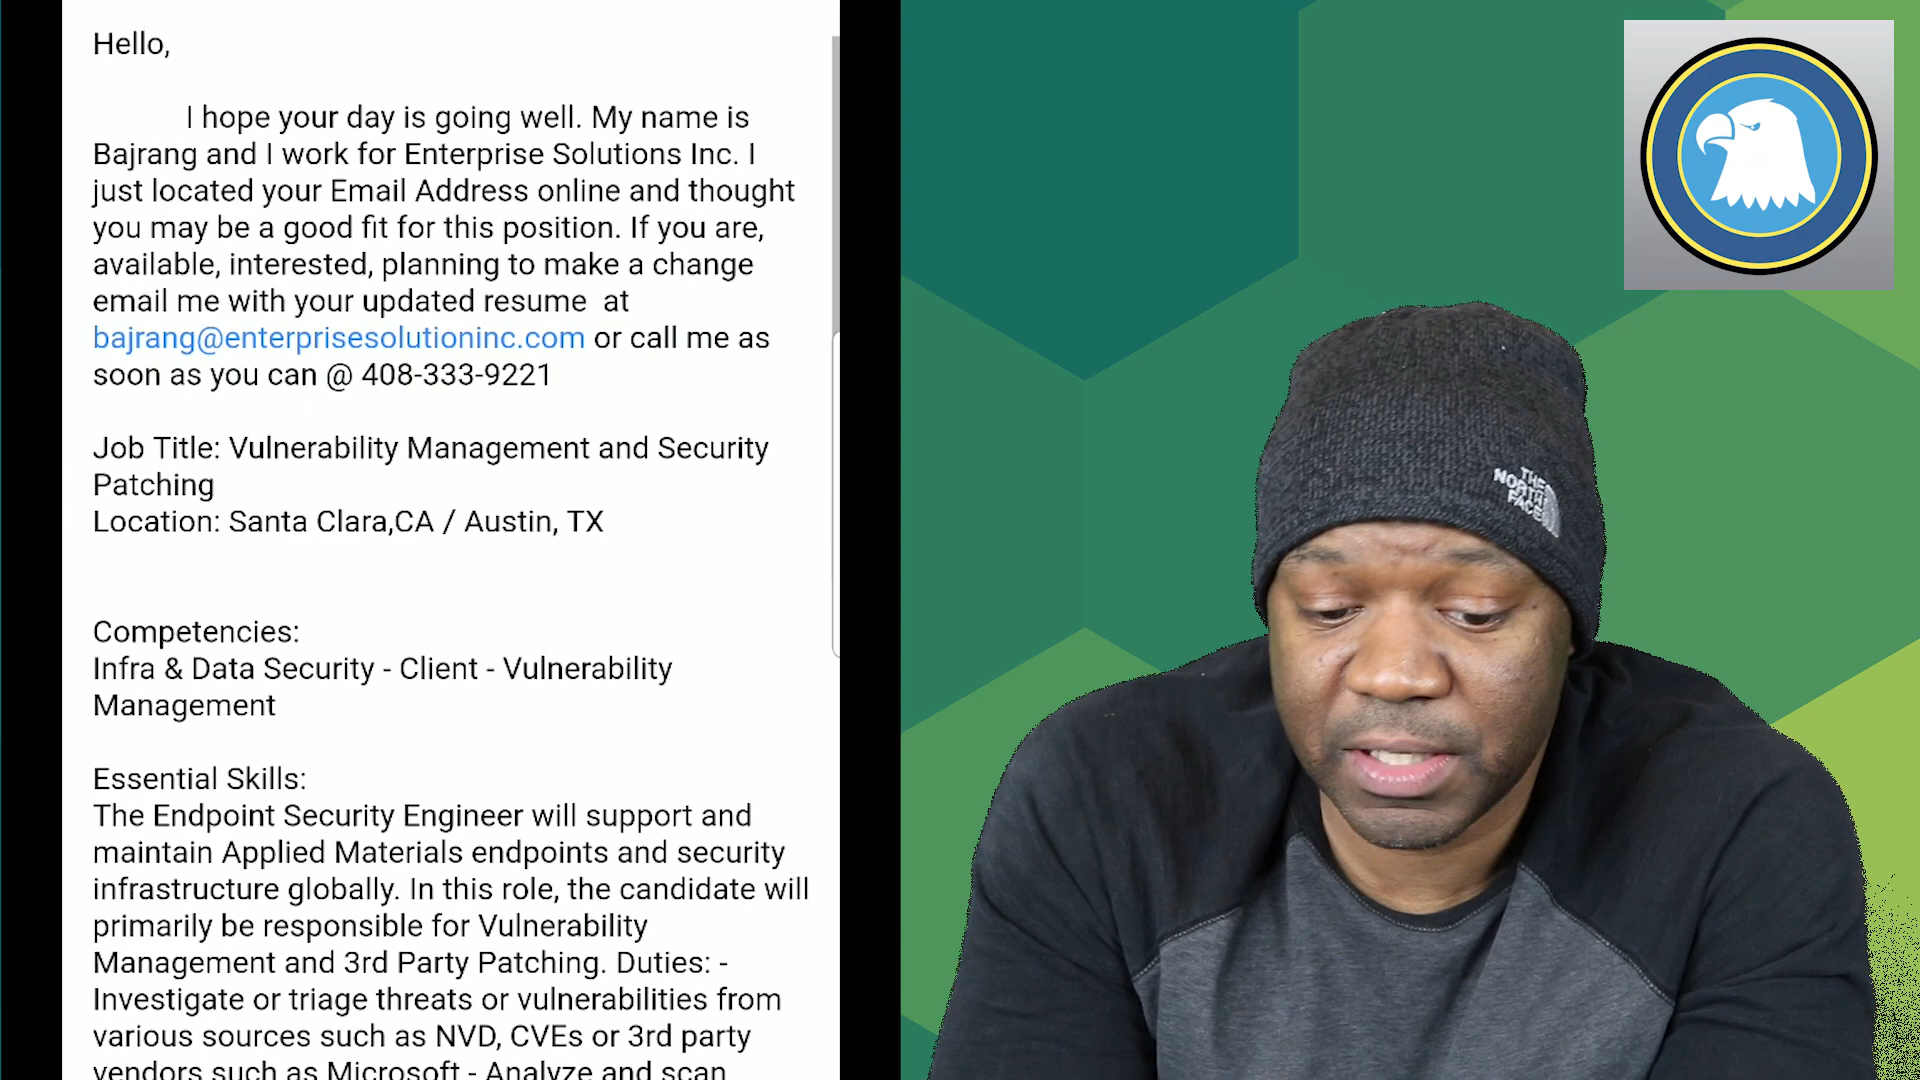 Hello,
I hope your day is going well. My name is
Bajrang and I work for Enterprise Solutions Inc. I
just located your Email Address online and thought
you may be a good fit for this position. If you are,
available, interested, planning to make a change
email me with your updated resume  at
bajrang@enterprisesolutioninc.com or call me as
soon as you can @ 408-333-9221
Job Title: Vulnerability Management and Security
Patching
Location: Santa Clara,CA / Austin, TX
Competencies:
Infra & Data Security - Client - Vulnerability
Management
Essential Skills:
The Endpoint Security Engineer will support and
maintain Applied Materials endpoints and security
infrastructure globally. In this role, the candidate will
primarily be responsible for Vulnerability
Management and 3rd Party Patching. Duties: -
Investigate or triage threats or vulnerabilities from
various sources such as NVD, CVEs or 3rd party
vendors such as Microsoft - Analyze and scan
THE
NORTH
FACE